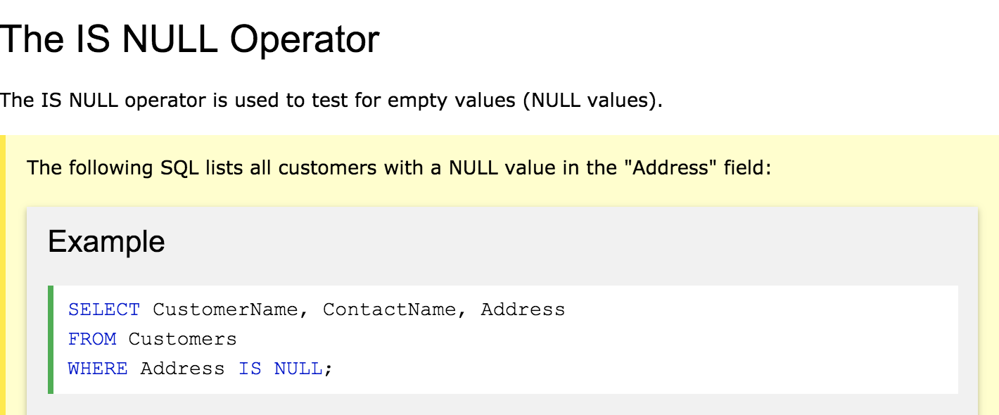 The IS NULL Operator
The IS NULL operator is used to test for empty values (NULL values).
The following SQL lists all customers with a NULL value in the "Address" field:
Example
SELECT CustomerName, ContactName, Address
FROM Customers
WHERE Address IS NULL;